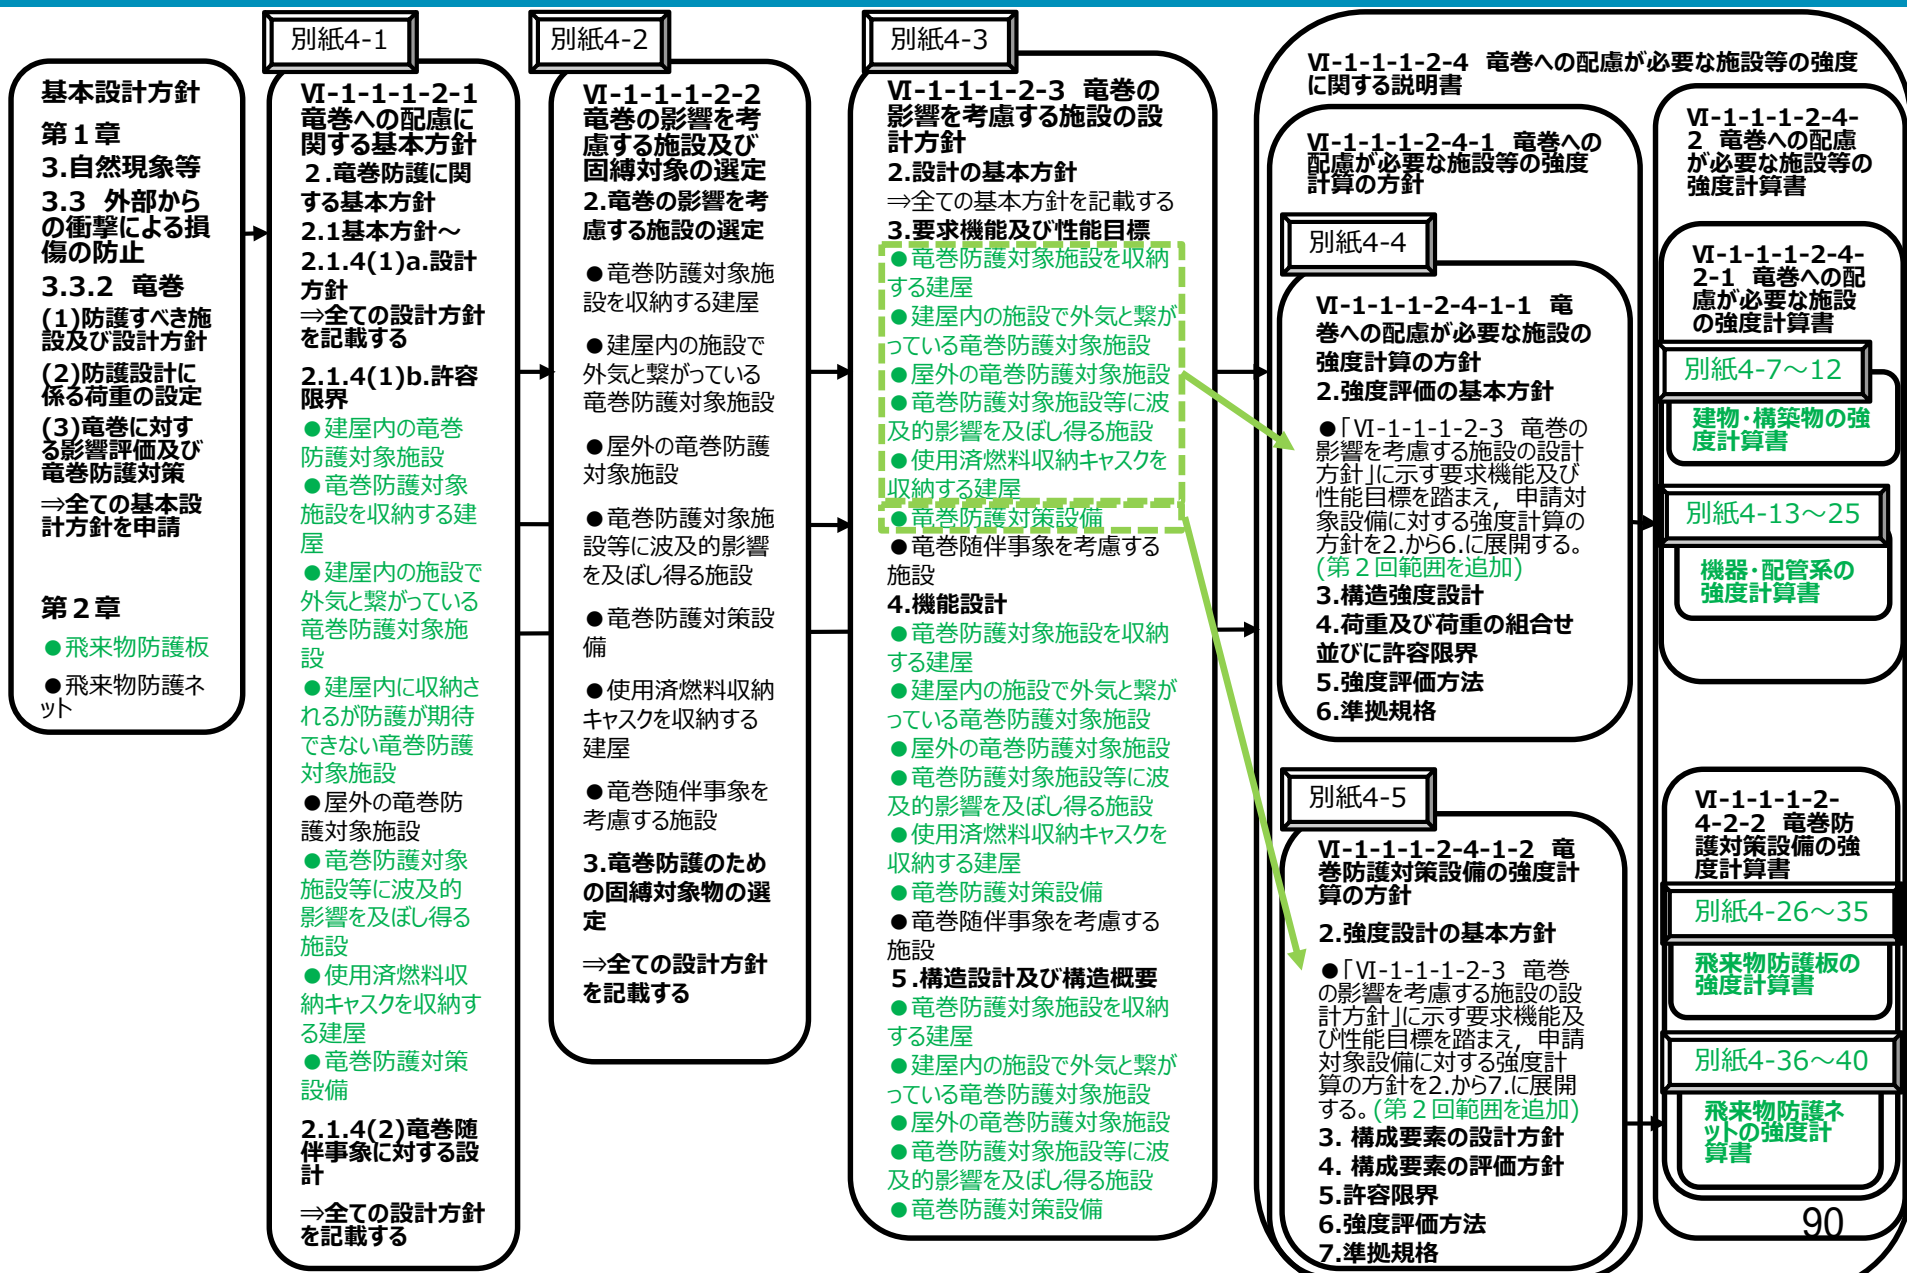 基本設計方針
第１章
3.自然現象等
3.3 外部から
の衝撃による損
傷の防止
3.3.2 竜巻
(1)防護すべき施
設及び設計方針
(2)防護設計に
係る荷重の設定
(3)竜巻に対す
る影響評価及び
竜巻防護対策
⇒全ての基本設
計方針を申請
第２章
●飛来物防護板
●飛来物防護ネ
ット
別紙4-1
Ⅵ-1-1-1-2-1
竜巻への配慮に
関する基本方針
２.竜巻防護に関
する基本方針
2.1基本方針～
2.1.4(1)a.設計
方針
⇒全ての設計方針
を記載する
2.1.4(1)b.許容
限界
●建屋内の竜巻
防護対象施設
●竜巻防護対象
施設を収納する建
屋
●建屋内の施設で
外気と繋がっている
竜巻防護対象施
設
●建屋内に収納さ
れるが防護が期待
できない竜巻防護
対象施設
●屋外の竜巻防
護対象施設
●竜巻防護対象
施設等に波及的
影響を及ぼし得る
施設
●使用済燃料収
納キャスクを収納す
る建屋
●竜巻防護対策
設備
2.1.4(2)竜巻随
伴事象に対する設
計
⇒全ての設計方針
を記載する
別紙4-2
Ⅵ-1-1-1-2-2
竜巻の影響を考
慮する施設及び
固縛対象の選定
2.竜巻の影響を考
慮する施設の選定
●竜巻防護対象施
設を収納する建屋
●建屋内の施設で
外気と繋がっている
竜巻防護対象施設
●屋外の竜巻防護
対象施設
●竜巻防護対象施
設等に波及的影響
を及ぼし得る施設
●竜巻防護対策設
備
●使用済燃料収納
キャスクを収納する
建屋
●竜巻随伴事象を
考慮する施設
3.竜巻防護のため
の固縛対象物の選
定
⇒全ての設計方針
を記載する
別紙4-3
Ⅵ-1-1-1-2-3 竜巻の
影響を考慮する施設の設
計方針
2.設計の基本方針
⇒全ての基本方針を記載する
3.要求機能及び性能目標
●竜巻防護対象施設を収納
する建屋
●建屋内の施設で外気と繋が
っている竜巻防護対象施設
●屋外の竜巻防護対象施設
●竜巻防護対象施設等に波
及的影響を及ぼし得る施設
●使用済燃料収納キャスクを
収納する建屋
●竜巻防護対策設備
●竜巻随伴事象を考慮する
施設
4.機能設計
●竜巻防護対象施設を収納
する建屋
●建屋内の施設で外気と繋が
っている竜巻防護対象施設
●屋外の竜巻防護対象施設
●竜巻防護対象施設等に波
及的影響を及ぼし得る施設
●使用済燃料収納キャスクを
収納する建屋
●竜巻防護対策設備
●竜巻随伴事象を考慮する
施設
５.構造設計及び構造概要
●竜巻防護対象施設を収納
する建屋
●建屋内の施設で外気と繋が
っている竜巻防護対象施設
●屋外の竜巻防護対象施設
●竜巻防護対象施設等に波
及的影響を及ぼし得る施設
●竜巻防護対策設備
Ⅵ-1-1-1-2-4 竜巻への配慮が必要な施設等の強度
に関する説明書
Ⅵ-1-1-1-2-4-1 竜巻への
配慮が必要な施設等の強度
計算の方針
別紙4-4
Ⅵ-1-1-1-2-4-1-1 竜
巻への配慮が必要な施設の
強度計算の方針
2.強度評価の基本方針
●「Ⅵ-1-1-1-2-3 竜巻の
影響を考慮する施設の設計
方針」に示す要求機能及び
性能目標を踏まえ，申請対
象設備に対する強度計算の
方針を2.から6.に展開する。
(第２回範囲を追加)
3.構造強度設計
4.荷重及び荷重の組合せ
並びに許容限界
5.強度評価方法
6.準拠規格
別紙4-5
Ⅵ-1-1-1-2-4-1-2 竜
巻防護対策設備の強度計
算の方針
2.強度設計の基本方針
●「Ⅵ-1-1-1-2-3 竜巻
の影響を考慮する施設の設
計方針」に示す要求機能及
び性能目標を踏まえ，申請
対象設備に対する強度計
算の方針を2.から7.に展開
する。(第２回範囲を追加)
3. 構成要素の設計方針
4. 構成要素の評価方針
5.許容限界
6.強度評価方法
7.準拠規格
Ⅵ-1-1-1-2-4-
2 竜巻への配慮
が必要な施設等の
強度計算書
Ⅵ-1-1-1-2-4-
2-1 竜巻への配
慮が必要な施設
の強度計算書
別紙4-7～12
建物・構築物の強
度計算書
別紙4-13～25
機器・配管系の
強度計算書
Ⅵ-1-1-1-2-
4-2-2 竜巻防
護対策設備の強
度計算書
別紙4-26～35
飛来物防護板の
強度計算書
別紙4-36～40
飛来物防護ネ
ットの強度計
算書
90